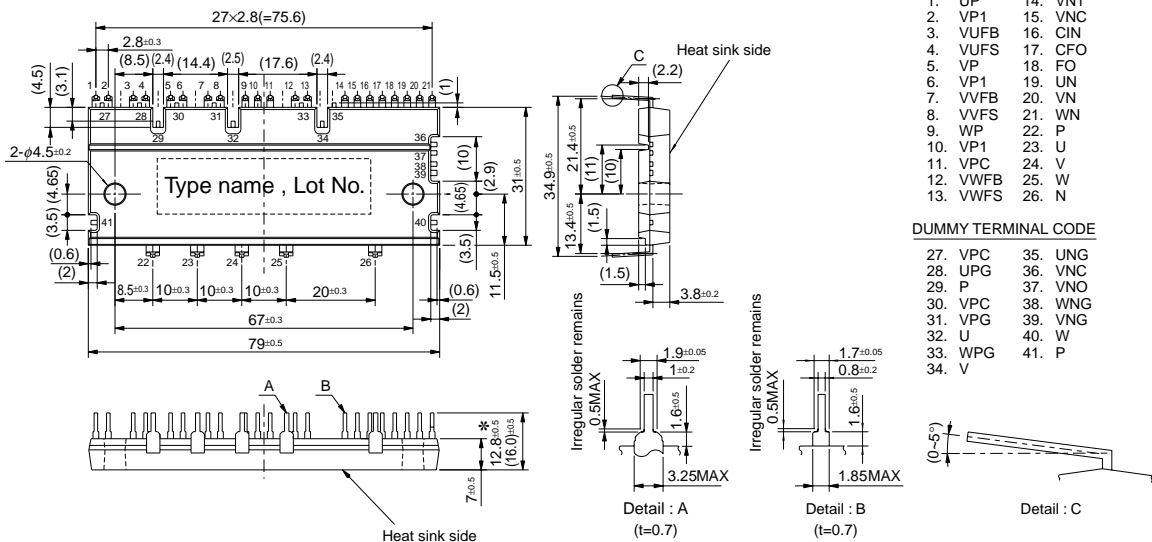 27×2.8(=75.6)
2.8±0.3
(8.5) (2.4) (14.4) (2.5) (17.6) (2.4)
(4.5)
(3.1)
(1)
1 2 3 4 5 6 7 8 9 10 11 12 13 14 15 16 17 18 19 20 21
27 28 30 31 33 35
29 32 34
36
37
38
39
2-ϕ4.5±0.2
Type name , Lot No.
(4.65)
(3.5)
41
40
(0.6)
(2)
(10)
(2.9)
(4.65)
(3.5)
31±0.5
11.5±0.5
22 23 24 25 26
8.5±0.3 10±0.3 10±0.3 10±0.3 20±0.3
(0.6)
(2)
67±0.3
79±0.5
C
Heat sink side
(2.2)
34.9±0.5
21.4±0.5
(11)
(10)
13.4±0.5
(1.5)
(1.5)
3.8±0.2
A B
*
12.8±0.5
(16.0)±0.5
7±0.5
Heat sink side
Irregular solder remains
0.5MAX
1.9±0.05
1±0.2
1.6±0.5
3.25MAX
Detail : A
(t=0.7)
Irregular solder remains
0.5MAX
1.7±0.05
0.8±0.2
1.6±0.5
1.85MAX
Detail : B
(t=0.7)
(0~5°)
Detail : C
1. UP 14. VN1
2. VP1 15. VNC
3. VUFB 16. CIN
4. VUFS 17. CFO
5. VP 18. FO
6. VP1 19. UN
7. VVFB 20. VN
8. VVFS 21. WN
9. WP 22. P
10. VP1 23. U
11. VPC 24. V
12. VWFB 25. W
13. VWFS 26. N
DUMMY TERMINAL CODE
27. VPC 35. UNG
28. UPG 36. VNC
29. P 37. VNO
30. VPC 38. WNG
31. VPG 39. VNG
32. U 40. W
33. WPG 41. P
34. V